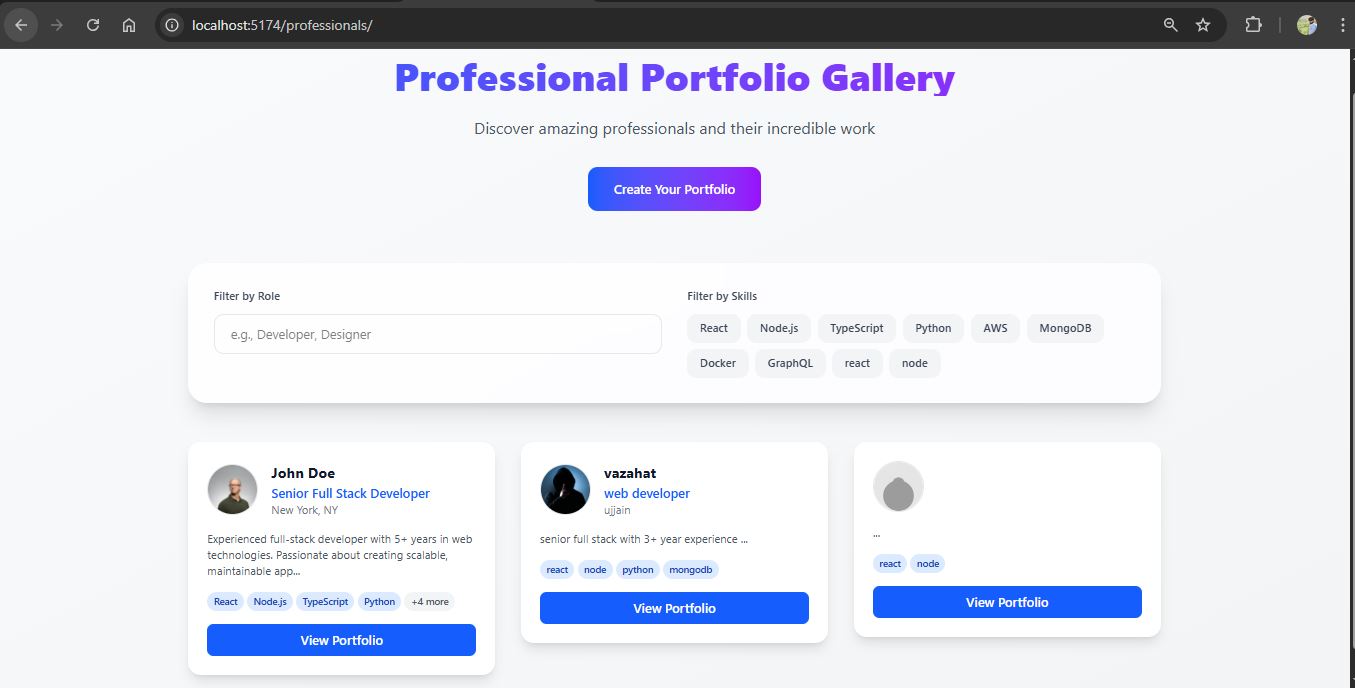 localhost:5174/professionals/
Professional Portfolio Gallery
Discover amazing professionals and their incredible work
Create Your Portfolio
Filter by Role
e.g., Developer, Designer
Filter by Skills
React Node.js TypeScript Python AWS MongoDB
Docker GraphQL react node
John Doe
Senior Full Stack Developer
New York, NY
Experienced full-stack developer with 5+ years in web
technologies. Passionate about creating scalable,
maintainable app...
React Node.js TypeScript Python +4 more
View Portfolio
vazahat
web developer
ujjain
senior full stack with 3+ year experience ...
react node python mongodb
View Portfolio
...
react node
View Portfolio